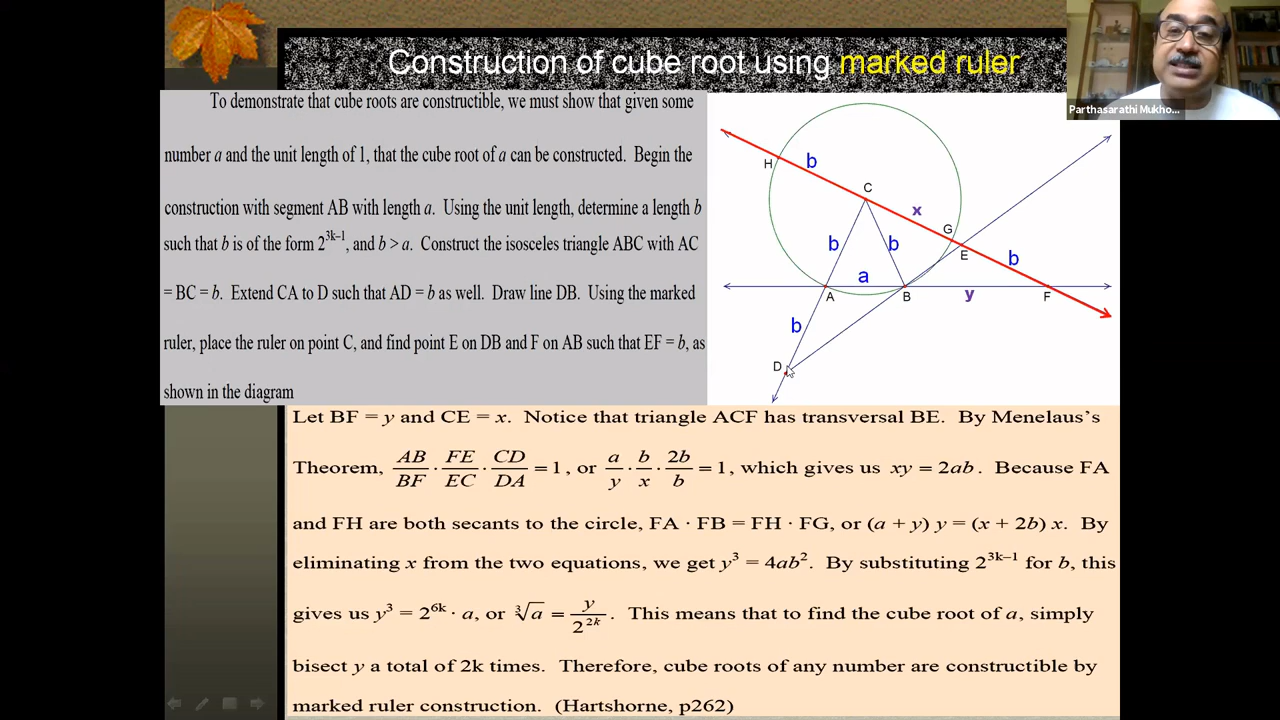 Construction of cube root using marked ruler
Parthasarathi Mukho...
To demonstrate that cube roots are constructible, we must show that given some
number a and the unit length of 1, that the cube root of a can be constructed.  Begin the
construction with segment AB with length a.  Using the unit length, determine a length b
such that b is of the form 2^{3k–1}, and b > a.  Construct the isosceles triangle ABC with AC
= BC = b.  Extend CA to D such that AD = b as well.  Draw line DB.  Using the marked
ruler, place the ruler on point C, and find point E on DB and F on AB such that EF = b, as
shown in the diagram
H
b
C
x
b
b
G
E
b
a
A
B
y
F
b
D
Let BF = y and CE = x.  Notice that triangle ACF has transversal BE.  By Menelaus's
Theorem, AB/BF · FE/EC · CD/DA = 1, or a/y · b/x · 2b/b = 1, which gives us xy = 2ab.  Because FA
and FH are both secants to the circle, FA · FB = FH · FG, or (a + y) y = (x + 2b) x.  By
eliminating x from the two equations, we get y³ = 4ab².  By substituting 2^{3k–1} for b, this
gives us y³ = 2^{6k} · a, or ∛a = y/2^{2k}.  This means that to find the cube root of a, simply
bisect y a total of 2k times.  Therefore, cube roots of any number are constructible by
marked ruler construction.  (Hartshorne, p262)